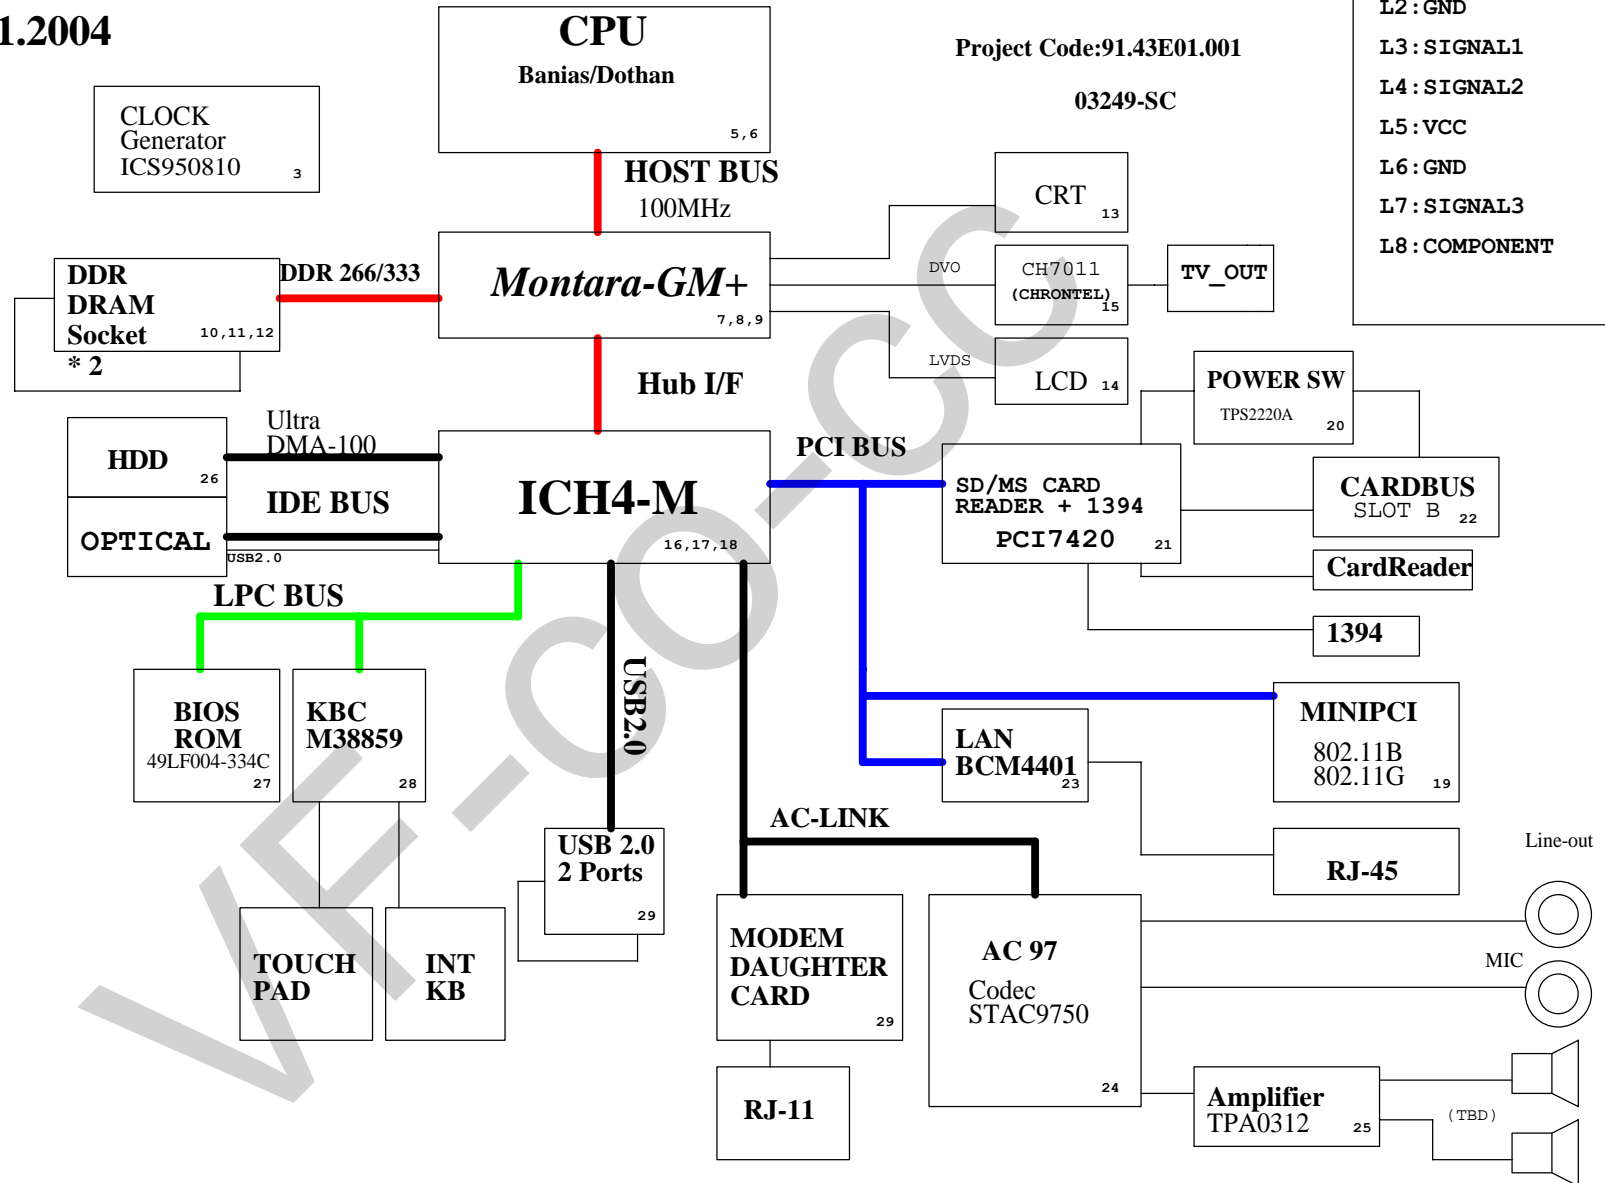 1.2004
CPU
Banias/Dothan
5,6
Project Code:91.43E01.001
03249-SC
L2:GND
L3:SIGNAL1
L4:SIGNAL2
L5:VCC
L6:GND
L7:SIGNAL3
L8:COMPONENT
CLOCK
Generator
ICS950810
3
HOST BUS
100MHz
CRT
13
DDR
DRAM
Socket
* 2
10,11,12
DDR 266/333
Montara-GM+
7,8,9
DVO
CH7011
(CHRONTEL)
15
TV_OUT
LVDS
LCD
14
Hub I/F
POWER SW
TPS2220A
20
HDD
26
Ultra
DMA-100
IDE BUS
OPTICAL
USB2.0
ICH4-M
16,17,18
PCI BUS
SD/MS CARD
READER + 1394
PCI7420
21
CARDBUS
SLOT B
22
CardReader
1394
LPC BUS
BIOS
ROM
49LF004-334C
27
KBC
M38859
28
USB2.0
LAN
BCM4401
23
MINIPCI
802.11B
802.11G
19
USB 2.0
2 Ports
29
AC-LINK
RJ-45
Line-out
TOUCH
PAD
INT
KB
MODEM
DAUGHTER
CARD
29
AC 97
Codec
STAC9750
24
MIC
RJ-11
Amplifier
TPA0312
25
(TBD)
VF-co-cc